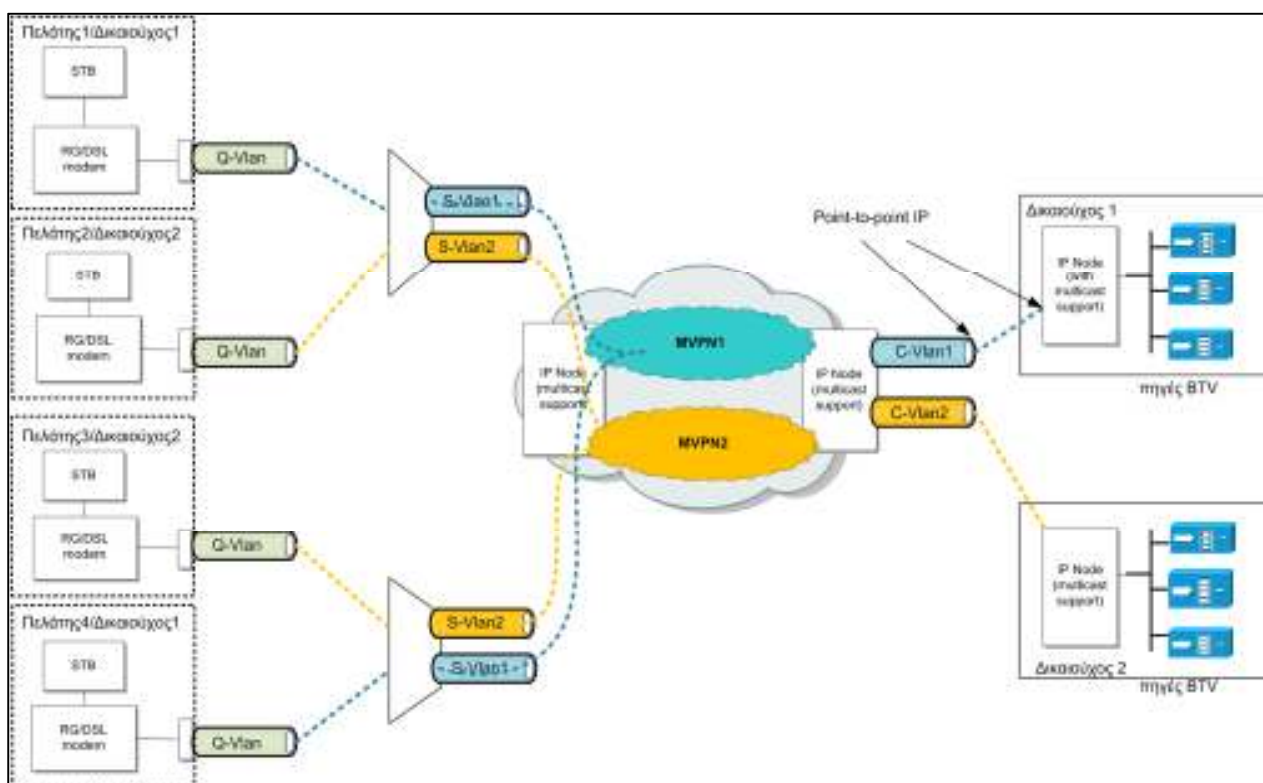 Πελάτης1/Δικαιούχος1
STB
RG/DSL
modem
Q-Vlan
Πελάτης2/Δικαιούχος2
STB
RG/DSL
modem
Q-Vlan
Πελάτης3/Δικαιούχος2
STB
RG/DSL
modem
Q-Vlan
Πελάτης4/Δικαιούχος1
STB
RG/DSL
modem
Q-Vlan
S-Vlan1
S-Vlan2
S-Vlan2
S-Vlan1
IP Node
(multicast
support)
MVPN1
MVPN2
IP Node
(multicast
support)
C-Vlan1
C-Vlan2
Point-to-point IP
Δικαιούχος 1
IP Node
(with
multicast
support)
πηγές BTV
IP Node
(multicast
support)
Δικαιούχος 2
πηγές BTV